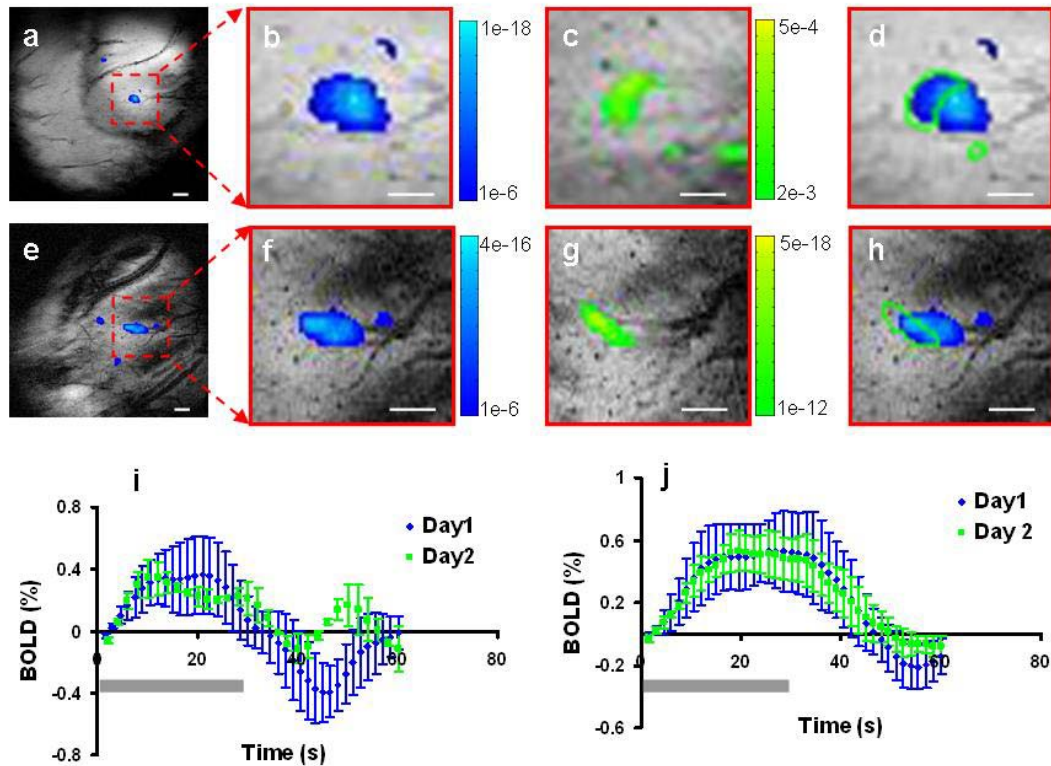 a
b
1e-18
1e-6
c
5e-4
2e-3
d
e
f
4e-16
1e-6
g
5e-18
1e-12
h
i
0.8
0.4
0
-0.4
-0.8
BOLD (%)
0
20
40
60
80
Time (s)
Day1
Day2
j
1
0.6
0.2
-0.2
-0.6
BOLD (%)
0
20
40
60
80
Time (s)
Day1
Day 2